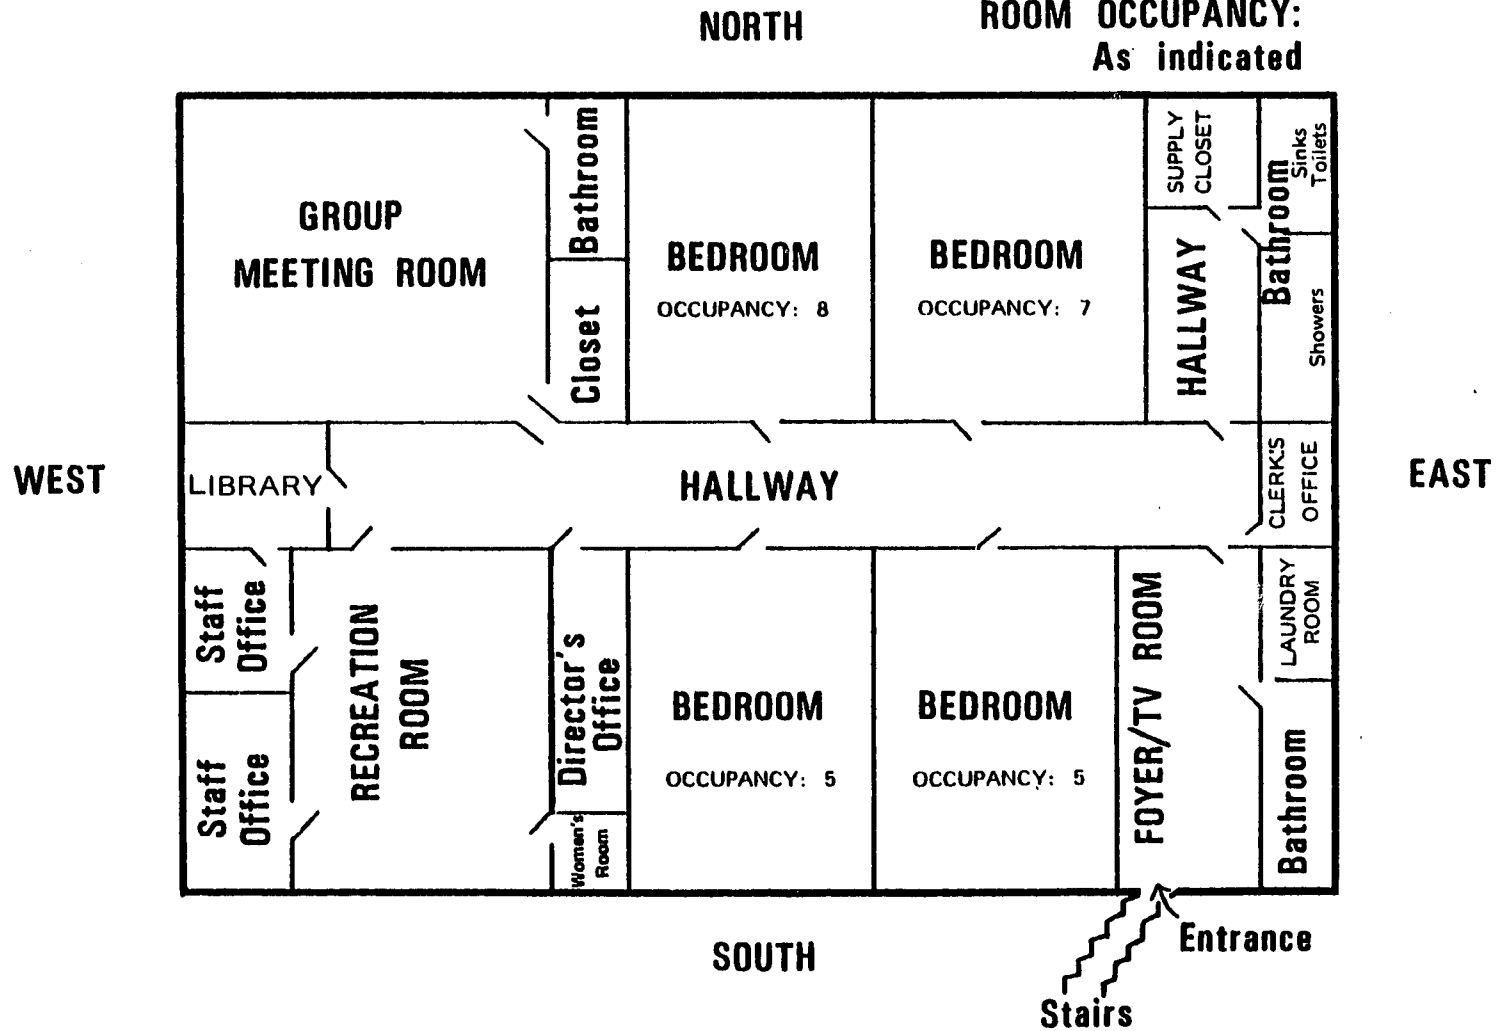 NORTH
ROOM OCCUPANCY:
As indicated
GROUP
MEETING ROOM
Bathroom
Closet
BEDROOM
OCCUPANCY: 8
BEDROOM
OCCUPANCY: 7
SUPPLY
CLOSET
HALLWAY
Bathroom
Sinks
Toilets
Showers
WEST
LIBRARY
HALLWAY
CLERK'S
OFFICE
EAST
Staff
Office
Staff
Office
RECREATION
ROOM
Director's
Office
Women's
Room
BEDROOM
OCCUPANCY: 5
BEDROOM
OCCUPANCY: 5
FOYER/TV ROOM
LAUNDRY
ROOM
Bathroom
SOUTH
Entrance
Stairs